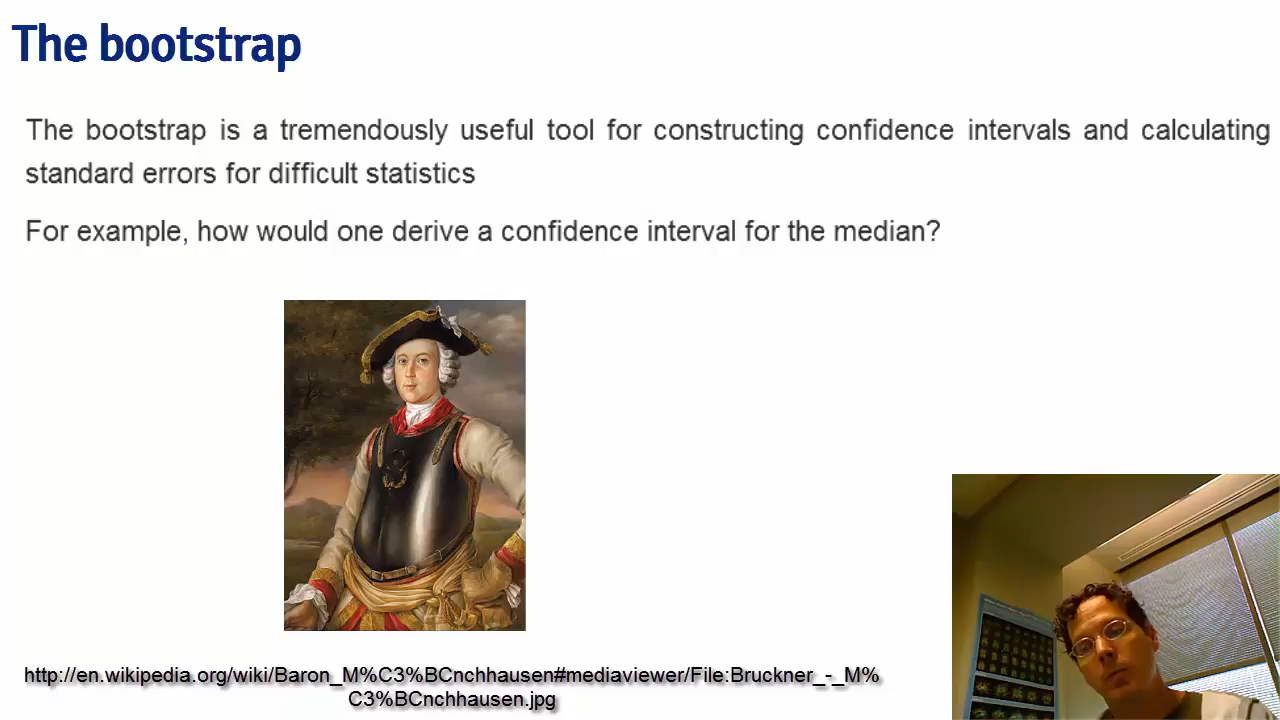 The bootstrap
The bootstrap is a tremendously useful tool for constructing confidence intervals and calculating
standard errors for difficult statistics
For example, how would one derive a confidence interval for the median?
http://en.wikipedia.org/wiki/Baron_M%C3%BCnchhausen#mediaviewer/File:Bruckner_-_M%
C3%BCnchhausen.jpg